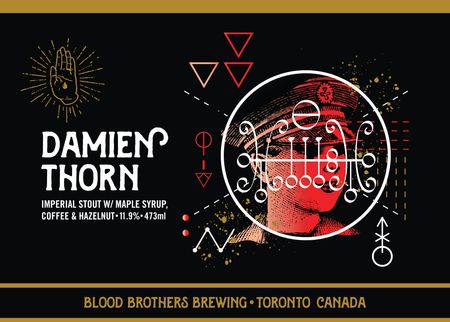 DAMIEN
THORN
IMPERIAL STOUT W/ MAPLE SYRUP,
COFFEE & HAZELNUT • 11.9% • 473ml
BLOOD BROTHERS BREWING • TORONTO CANADA